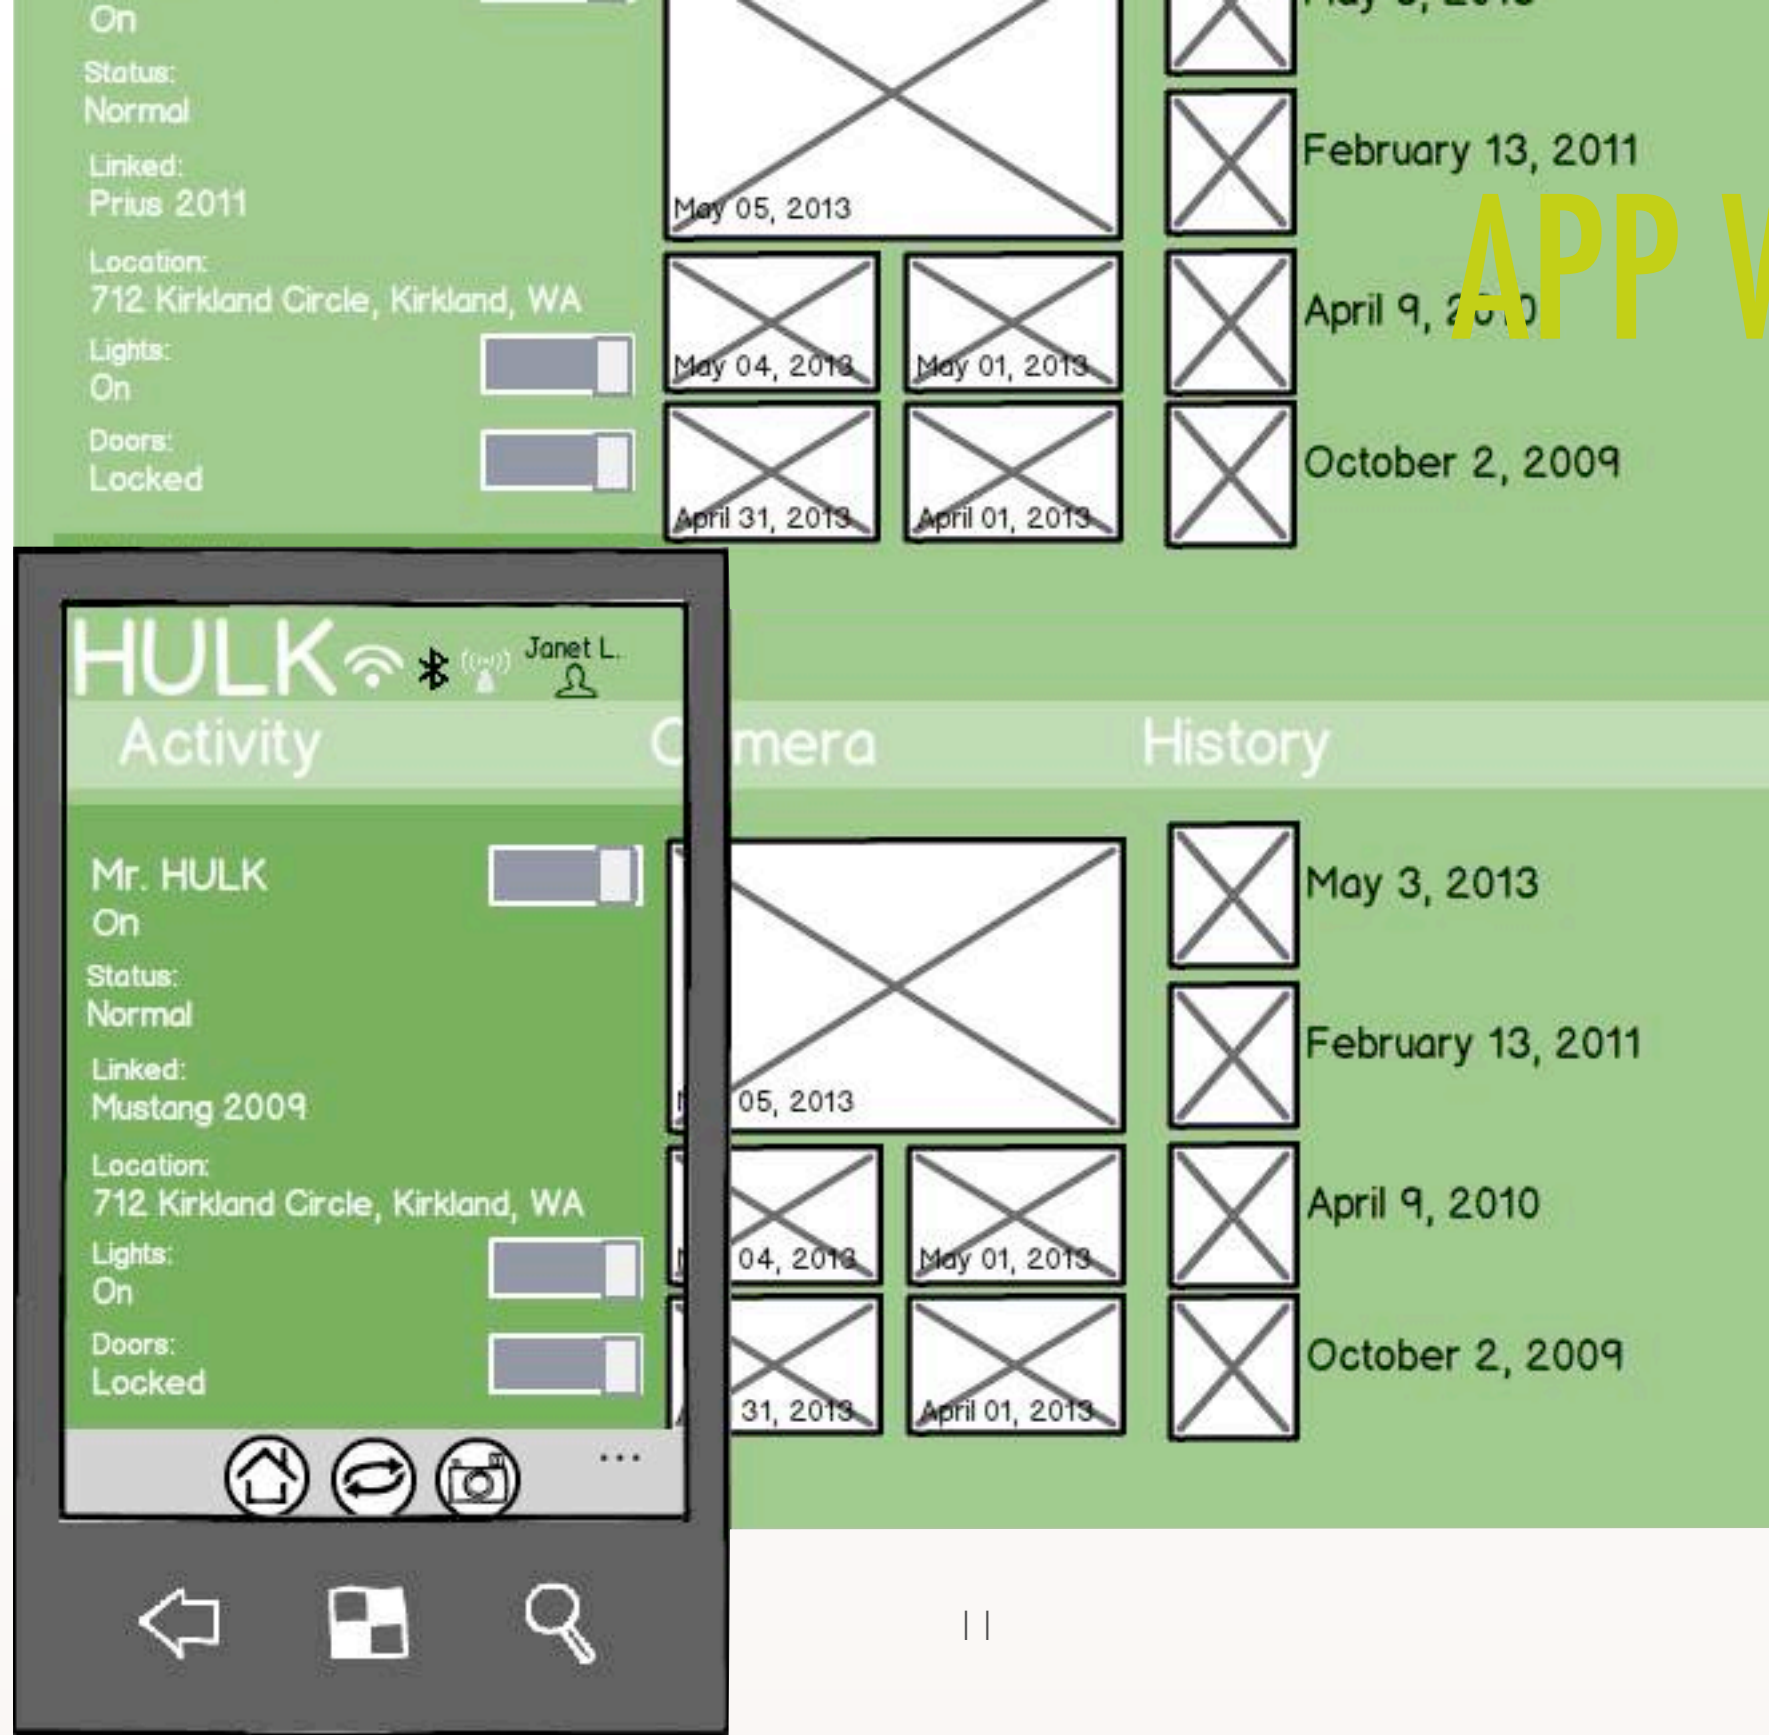 On
Status:
Normal
Linked:
Prius 2011
Location:
712 Kirkland Circle, Kirkland, WA
Lights:
On
Doors:
Locked
May 05, 2013
May 04, 2013
May 01, 2013
April 31, 2013
April 01, 2013
February 13, 2011
April 9, 2010
October 2, 2009
APP
HULK
Janet L.
Activity
Camera
History
Mr. HULK
On
Status:
Normal
Linked:
Mustang 2009
Location:
712 Kirkland Circle, Kirkland, WA
Lights:
On
Doors:
Locked
05, 2013
04, 2013
May 01, 2013
31, 2013
April 01, 2013
May 3, 2013
February 13, 2011
April 9, 2010
October 2, 2009
11